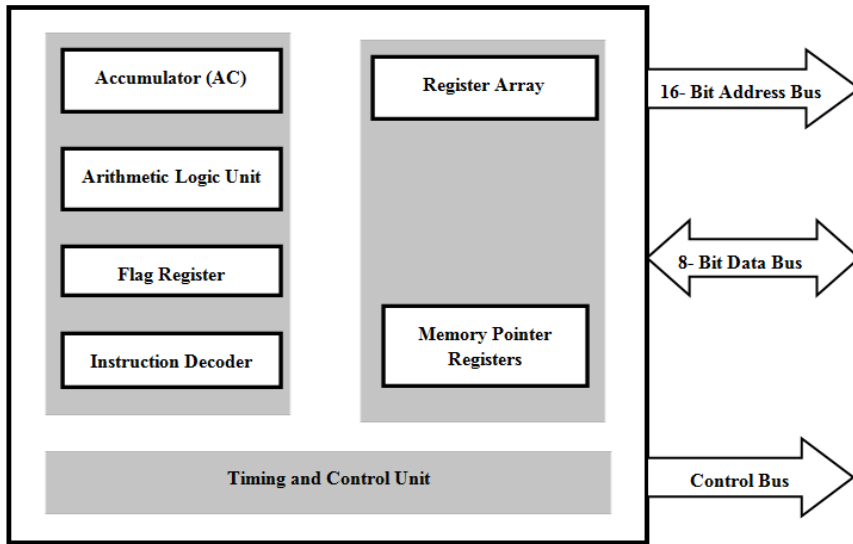 Accumulator (AC)
Arithmetic Logic Unit
Flag Register
Instruction Decoder
Register Array
Memory Pointer
Registers
Timing and Control Unit
16- Bit Address Bus
8- Bit Data Bus
Control Bus